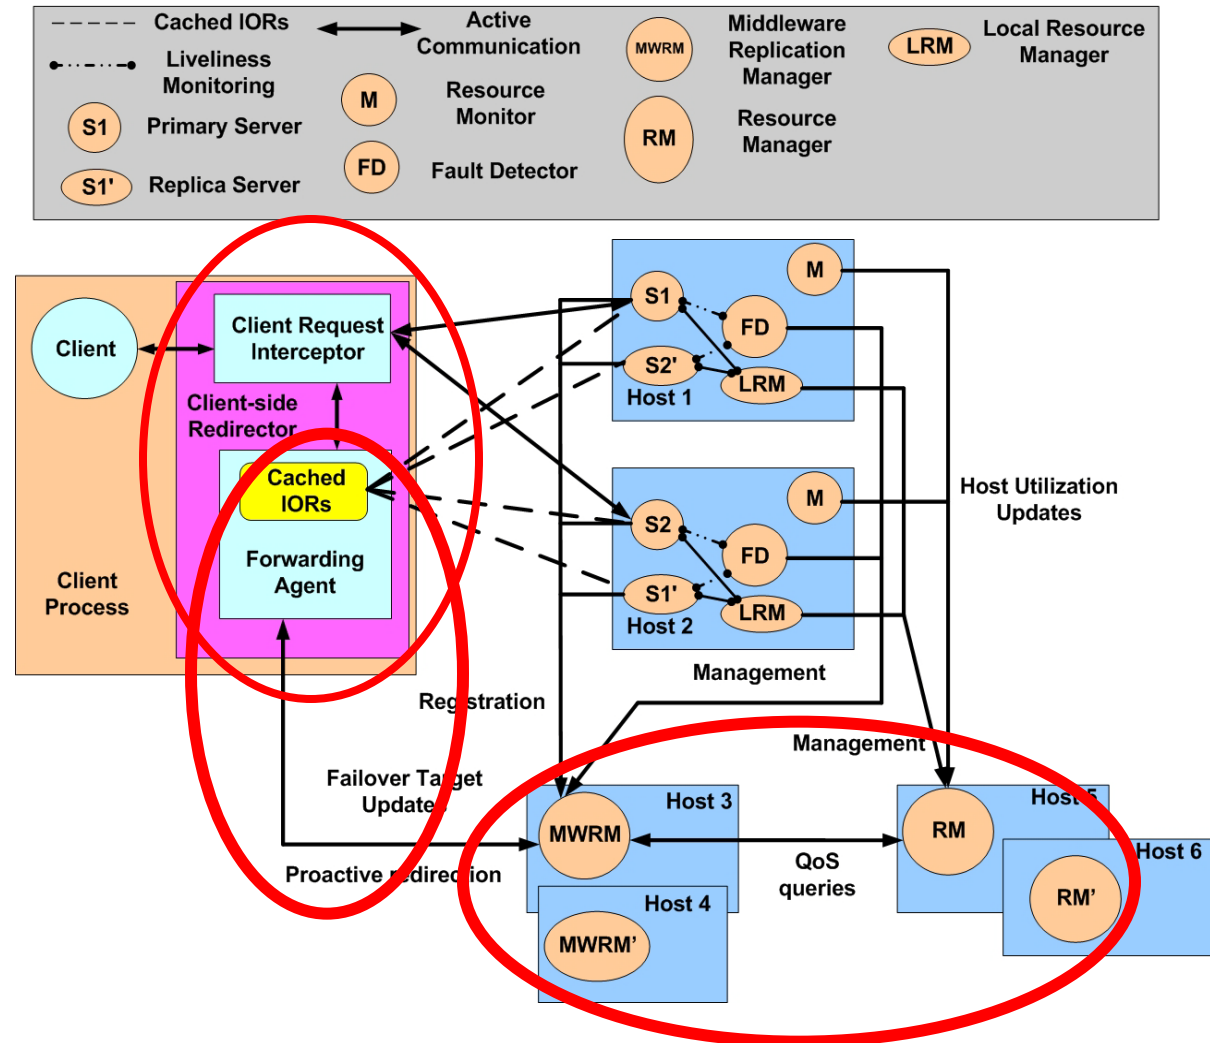 Cached IORs
Active
Communication
Middleware
Replication
Manager
MWRM
LRM
Local Resource
Manager
Liveliness
Monitoring
M
Resource
Monitor
S1
Primary Server
RM
Resource
Manager
FD
Fault Detector
S1'
Replica Server
Client
Client Request
Interceptor
Client-side
Redirector
Cached
IORs
Forwarding
Agent
Client
Process
M
S1
FD
S2'
LRM
Host 1
M
S2
FD
S1'
LRM
Host 2
Host Utilization
Updates
Management
Registration
Management
Failover Target
Updates
Proactive redirection
Host 3
MWRM
Host 4
MWRM’
QoS
queries
Host 5
RM
Host 6
RM’